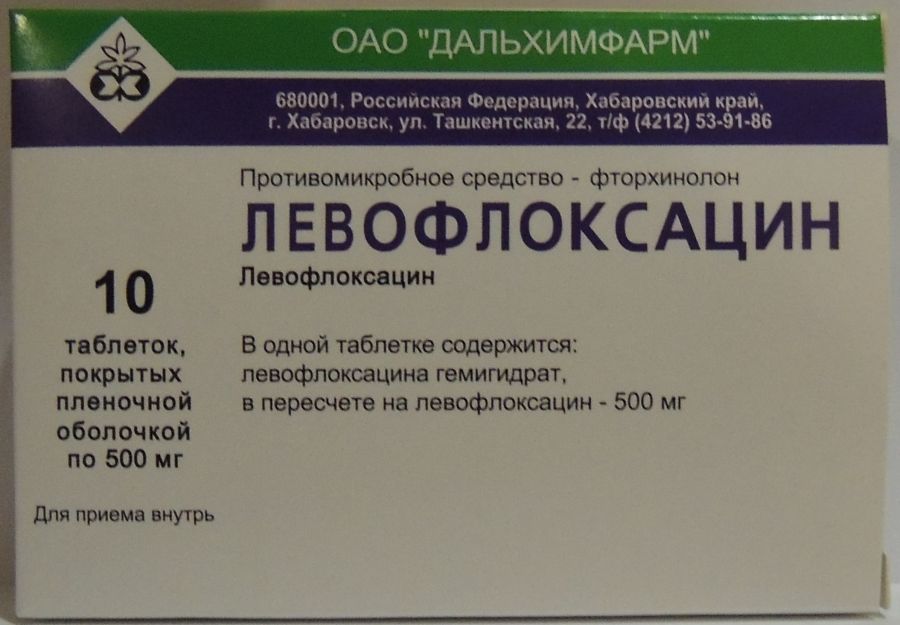 ОАО "ДАЛЬХИМФАРМ"
680001, Российская Федерация, Хабаровский край,
г. Хабаровск, ул. Ташкентская, 22, т/ф (4212) 53-91-86
Противомикробное средство - фторхинолон
ЛЕВОФЛОКСАЦИН
Левофлоксацин
10
таблеток,
покрытых
пленочной
оболочкой
по 500 мг
В одной таблетке содержится:
левофлоксацина гемигидрат,
в пересчете на левофлоксацин - 500 мг
Для приема внутрь